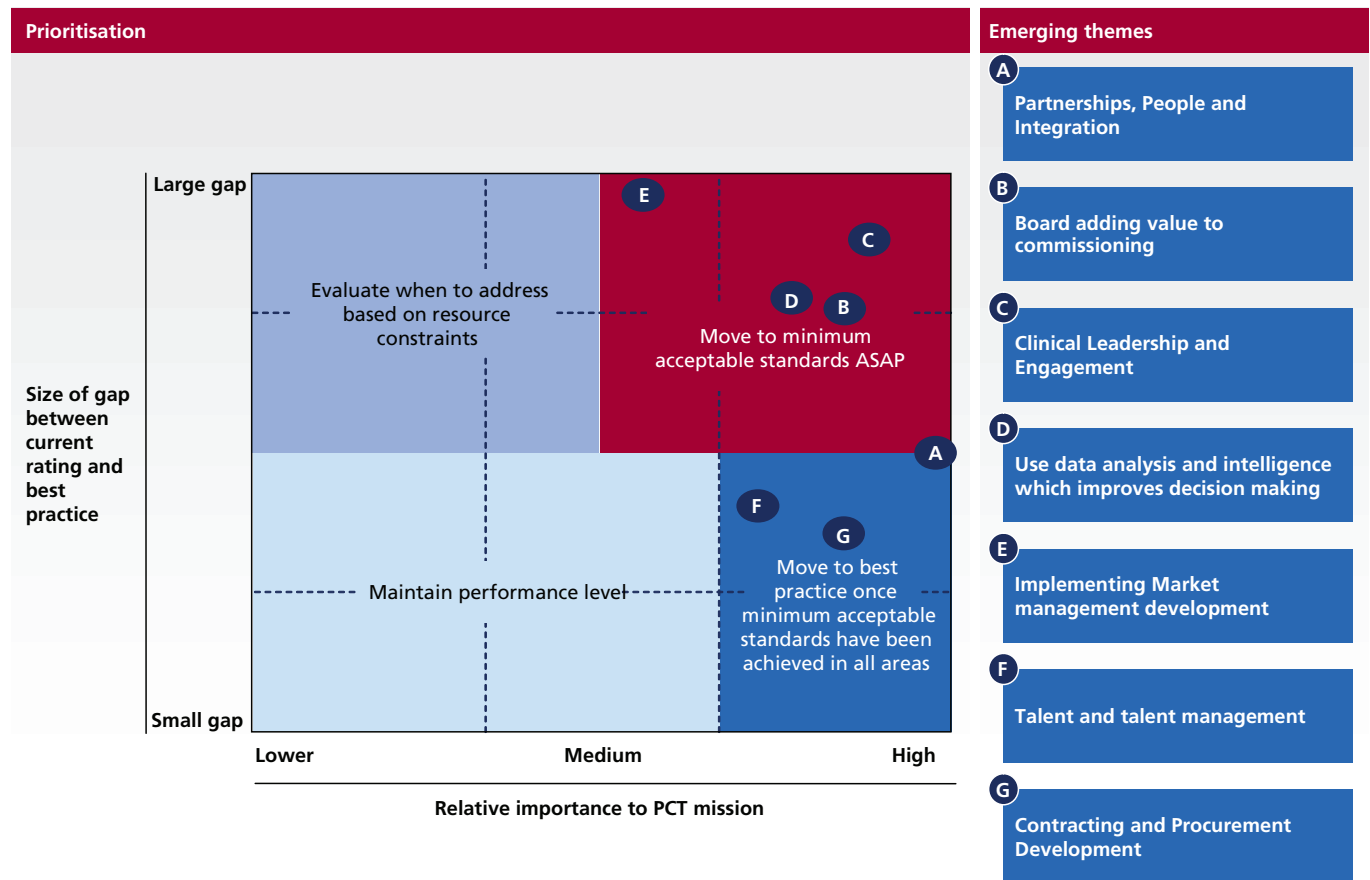 Prioritisation
Large gap
Size of gap
between
current
rating and
best
practice
Small gap
E
C
D
B
A
F
G
Evaluate when to address
based on resource
constraints
Move to minimum
acceptable standards ASAP
Maintain performance level
Move to best
practice once
minimum acceptable
standards have been
achieved in all areas
Lower
Medium
High
Relative importance to PCT mission
Emerging themes
A
Partnerships, People and
Integration
B
Board adding value to
commissioning
C
Clinical Leadership and
Engagement
D
Use data analysis and intelligence
which improves decision making
E
Implementing Market
management development
F
Talent and talent management
G
Contracting and Procurement
Development